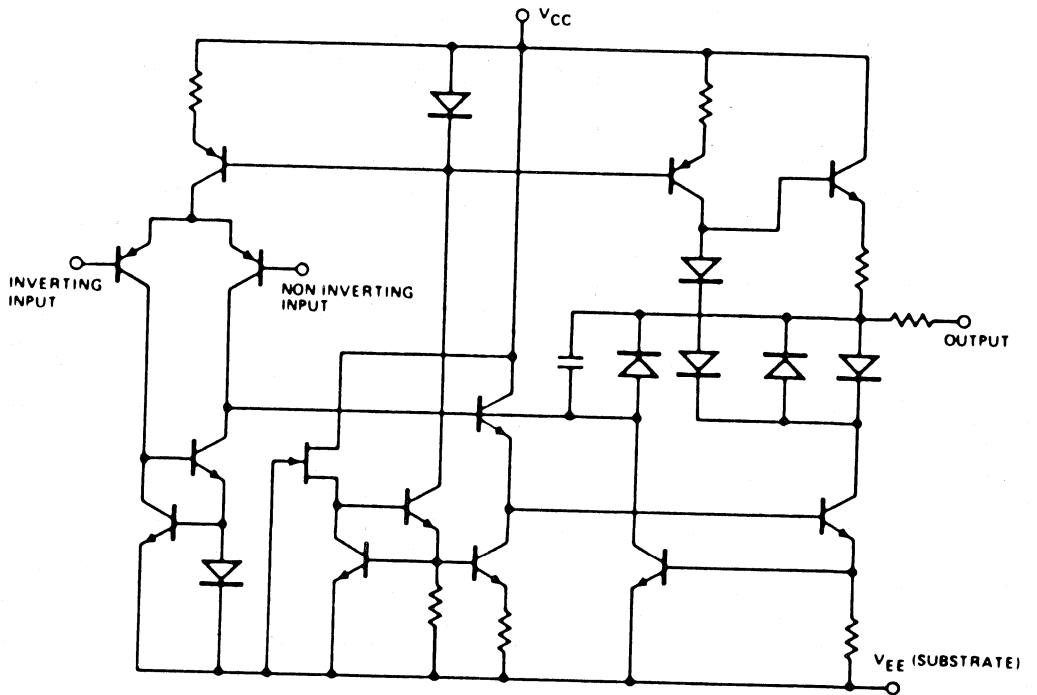 VCC
INVERTING
INPUT
NON INVERTING
INPUT
OUTPUT
VEE (SUBSTRATE)